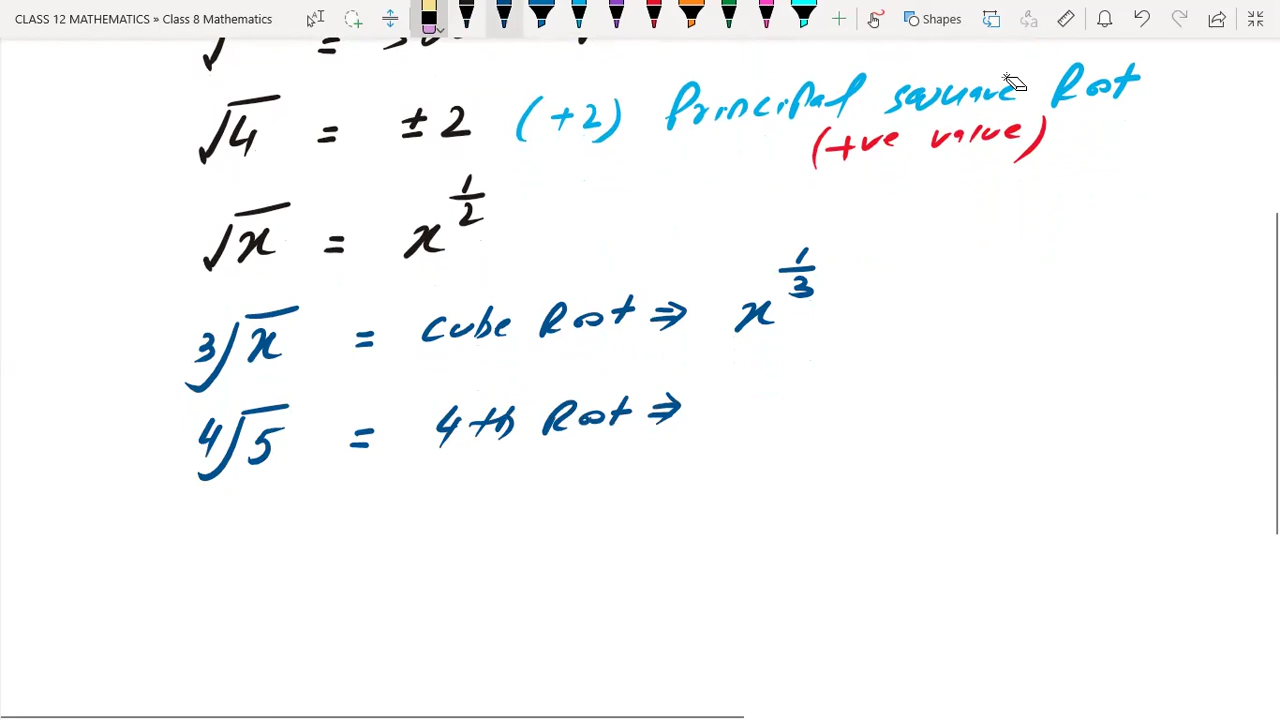 CLASS 12 MATHEMATICS » Class 8 Mathematics Shapes
√4 = ±2 (+2) Principal square Root
(+ve value)
√x = x^(1/2)
³√x = cube Root ⇒ x^(1/3)
⁴√5 = 4th Root ⇒